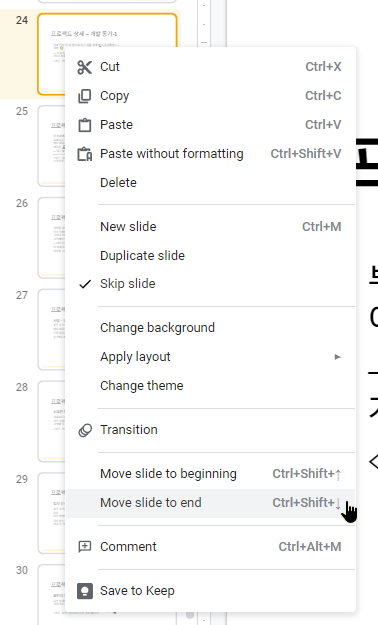 24
프로젝트 상세 – 개발 동기-1
Cut Ctrl+X
Copy Ctrl+C
Paste Ctrl+V
Paste without formatting Ctrl+Shift+V
Delete
25
26
New slide Ctrl+M
Duplicate slide
Skip slide
27
Change background
Apply layout ►
Change theme
28
Transition
29
Move slide to beginning Ctrl+Shift+↑
Move slide to end Ctrl+Shift+↓
Comment Ctrl+Alt+M
30
Save to Keep